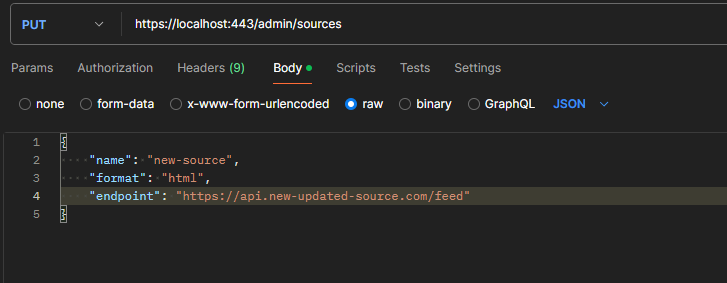 PUT https://localhost:443/admin/sources
Params Authorization Headers (9) Body Scripts Tests Settings
none form-data x-www-form-urlencoded raw binary GraphQL JSON
1 {
2 "name": "new-source",
3 "format": "html",
4 "endpoint": "https://api.new-updated-source.com/feed"
5 }